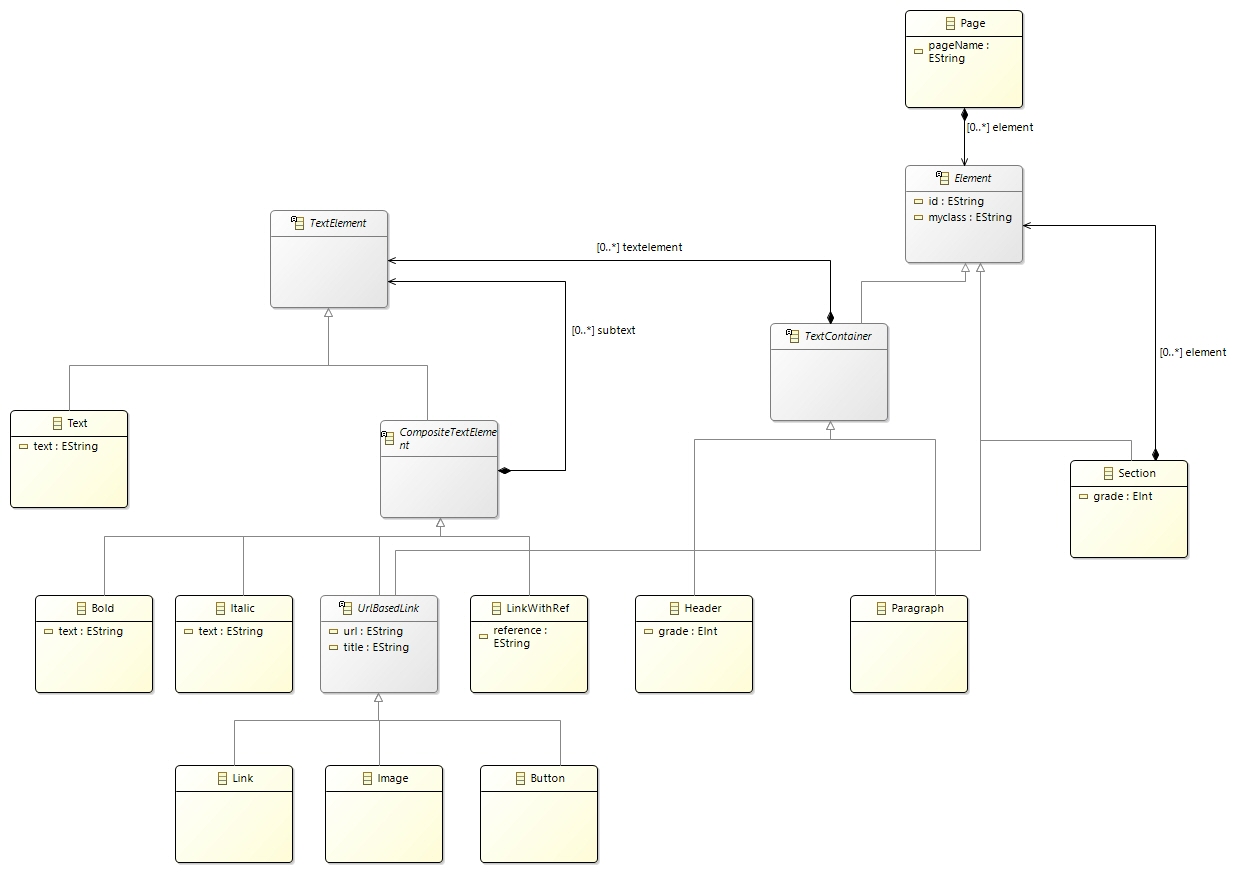 Page
pageName :
EString
[0..*] element
Element
id : EString
myclass : EString
TextElement
[0..*] textelement
[0..*] subtext
TextContainer
[0..*] element
Text
text : EString
CompositeTextEleme
nt
Section
grade : EInt
Bold
text : EString
Italic
text : EString
UrlBasedLink
url : EString
title : EString
LinkWithRef
reference :
EString
Header
grade : EInt
Paragraph
Link
Image
Button